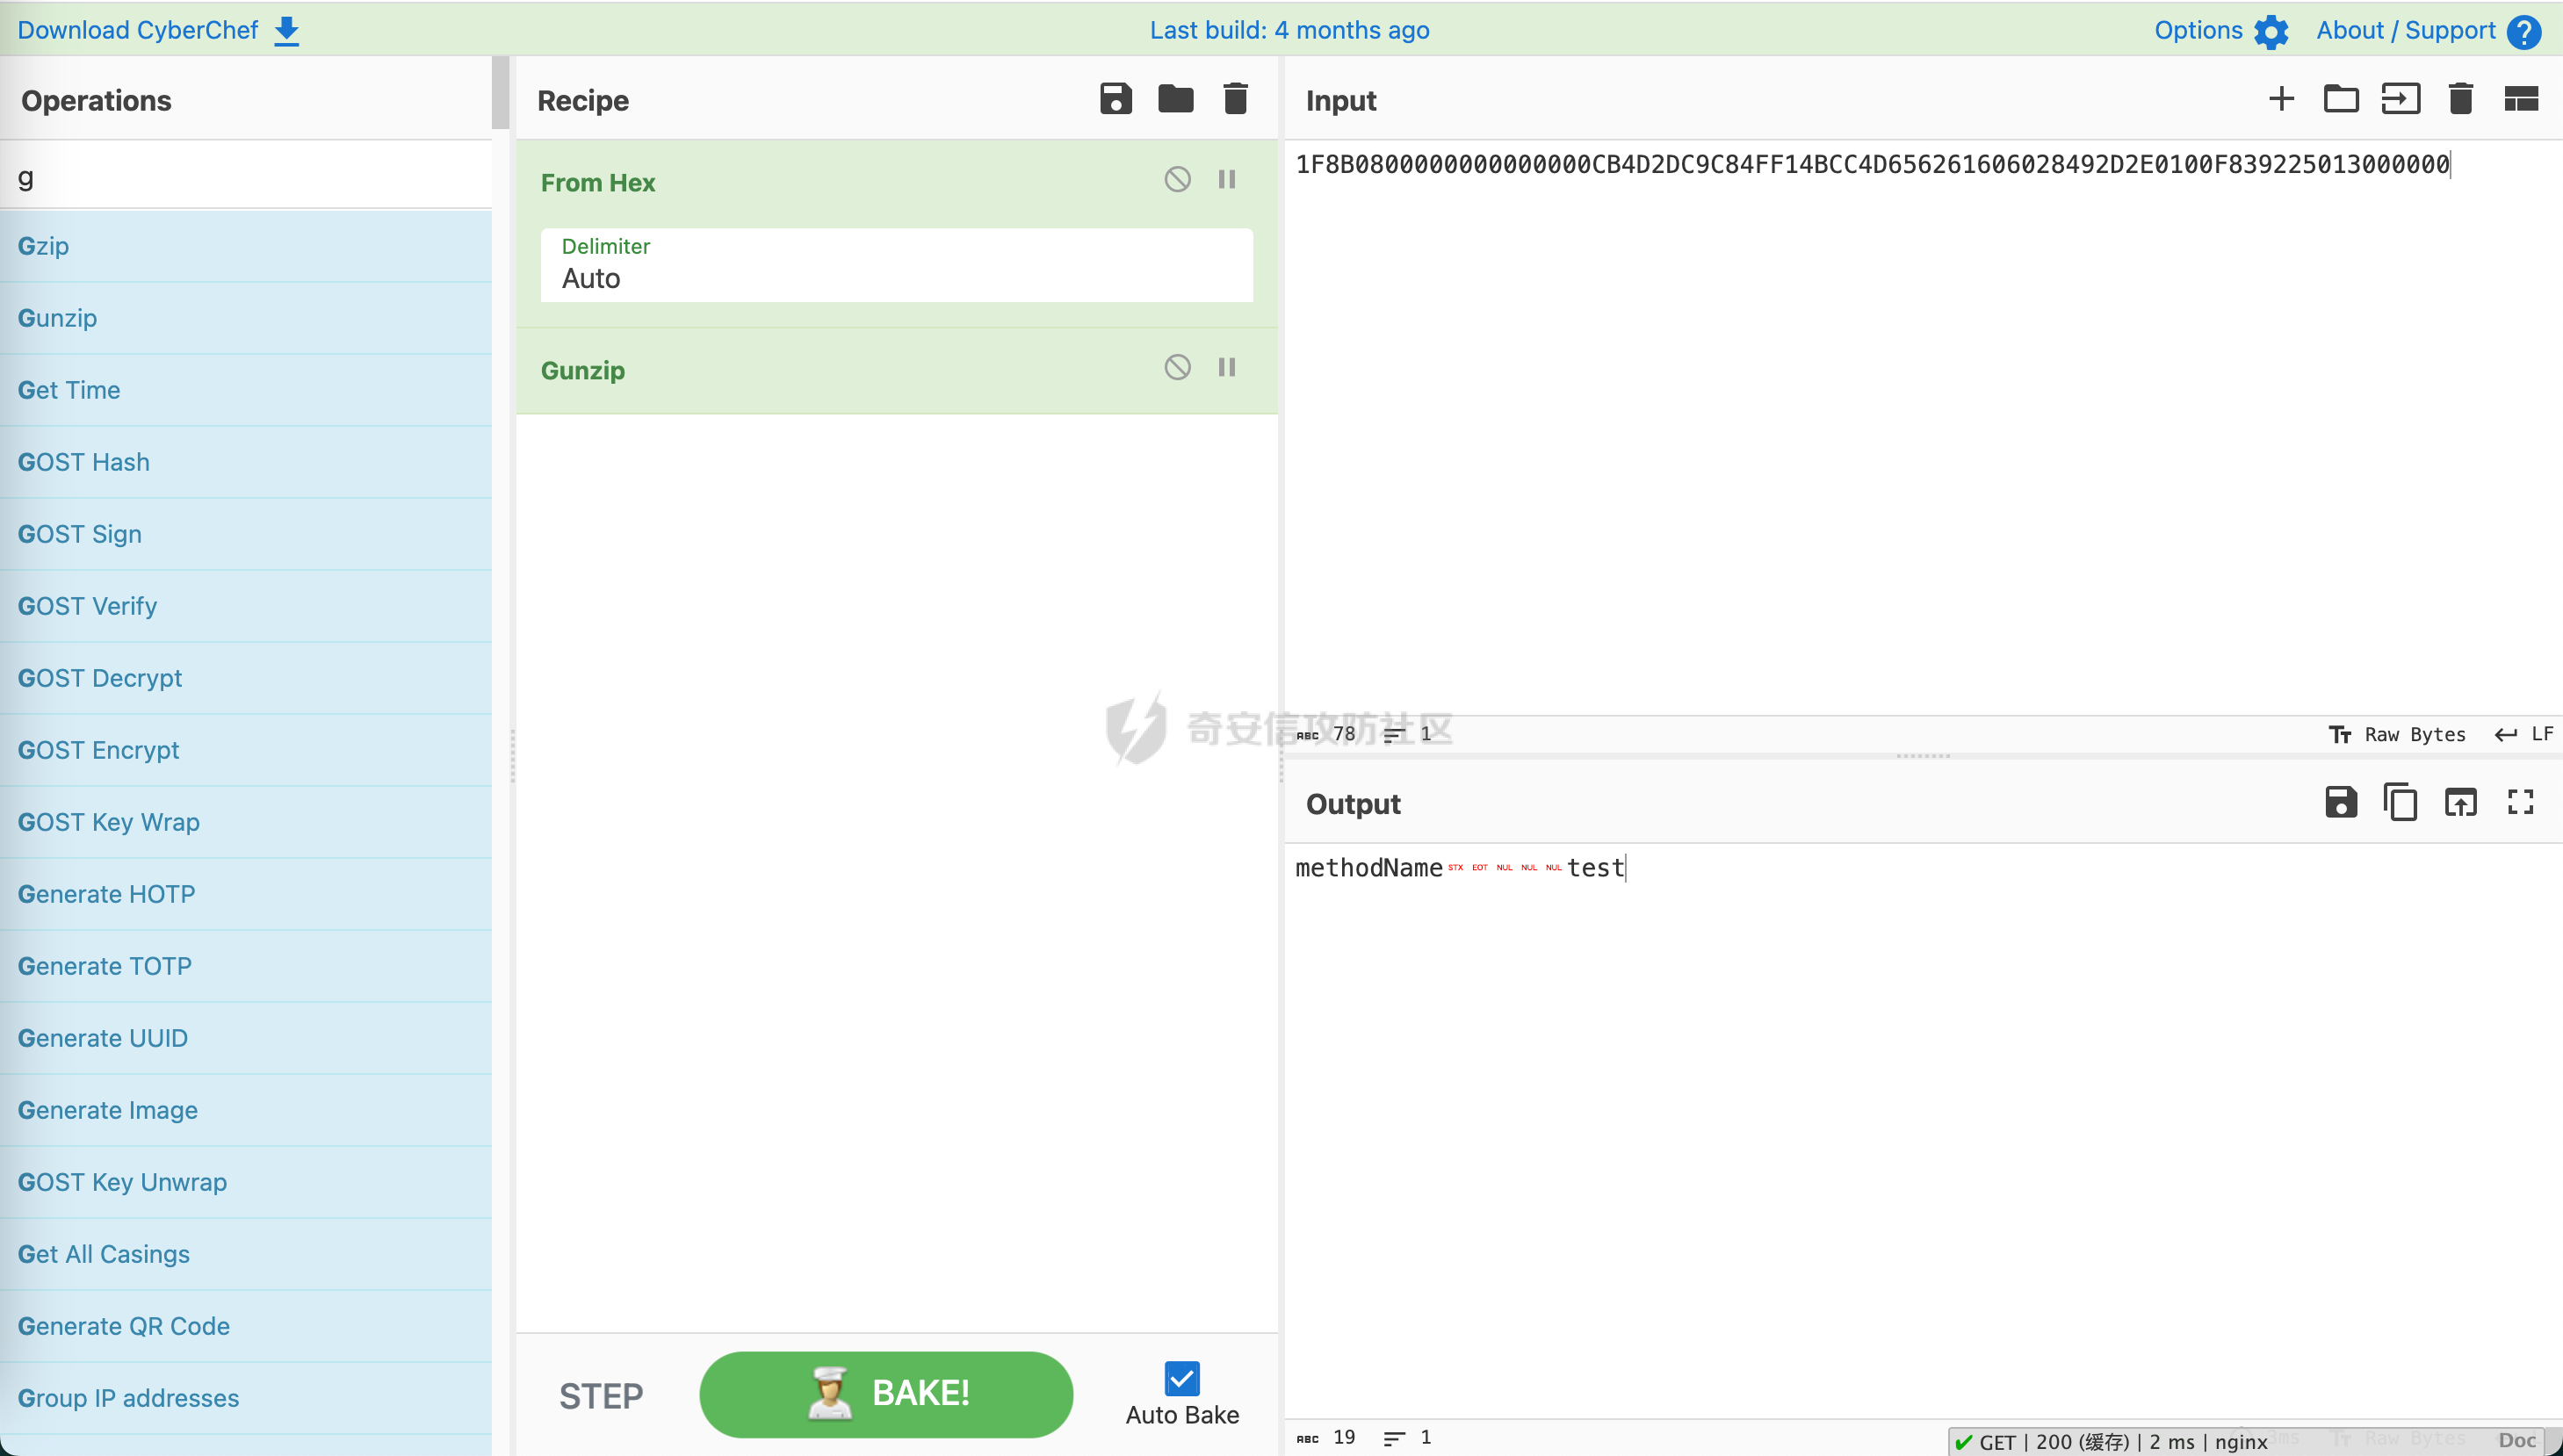 Download CyberChef
Last build: 4 months ago
Options
About / Support
Operations
g
Gzip
Gunzip
Get Time
GOST Hash
GOST Sign
GOST Verify
GOST Decrypt
GOST Encrypt
GOST Key Wrap
Generate HOTP
Generate TOTP
Generate UUID
Generate Image
GOST Key Unwrap
Get All Casings
Generate QR Code
Group IP addresses
Recipe
From Hex
Delimiter
Auto
Gunzip
STEP
BAKE!
Auto Bake
Input
1F8B0800000000000000CB4D2DC9C84FF14BCC4D656261606028492D2E0100F839225013000000
ABC 78 1
Raw Bytes LF
奇安信攻防社区
Output
methodName STX EOT NUL NUL NUL test
ABC 19 1
3ms Raw Bytes
GET | 200 (缓存) | 2 ms | nginx
Doc